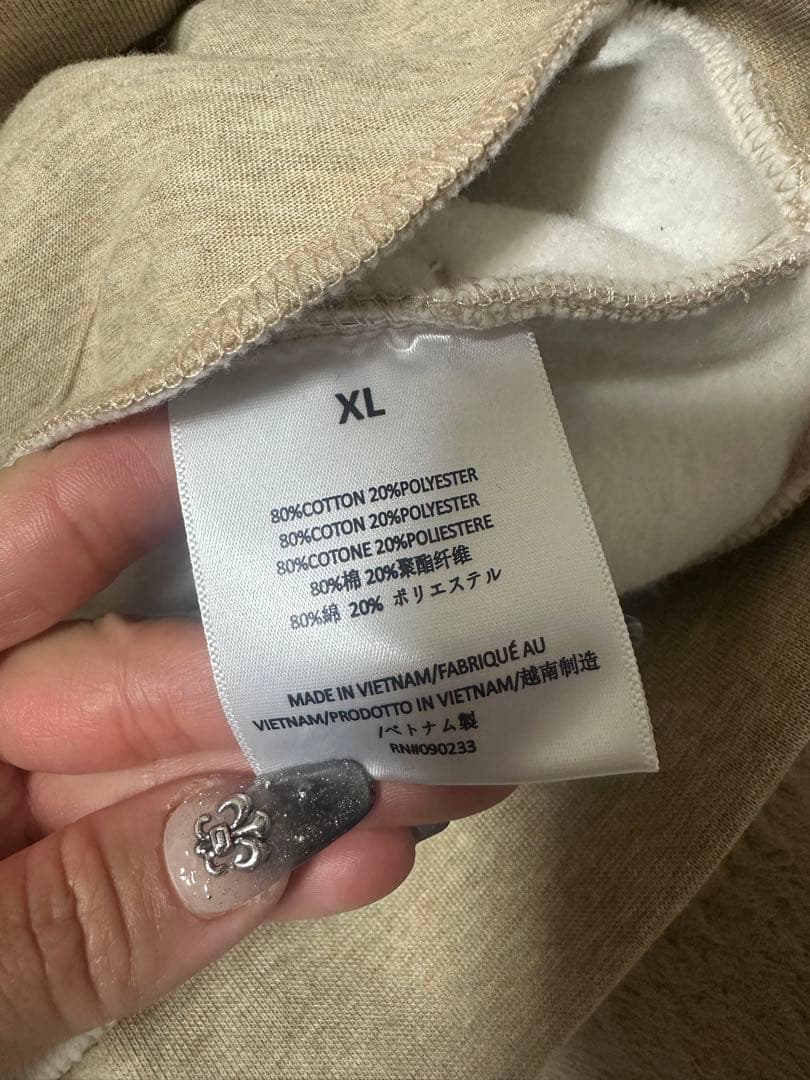 XL
80%COTTON 20%POLYESTER
80%COTON 20%POLYESTER
80%COTONE 20%POLIESTERE
80%棉 20%聚酯纤维
80%綿 20% ポリエステル
MADE IN VIETNAM/FABRIQUÉ AU
VIETNAM/PRODOTTO IN VIETNAM/越南制造
/ベトナム製
RN#090233